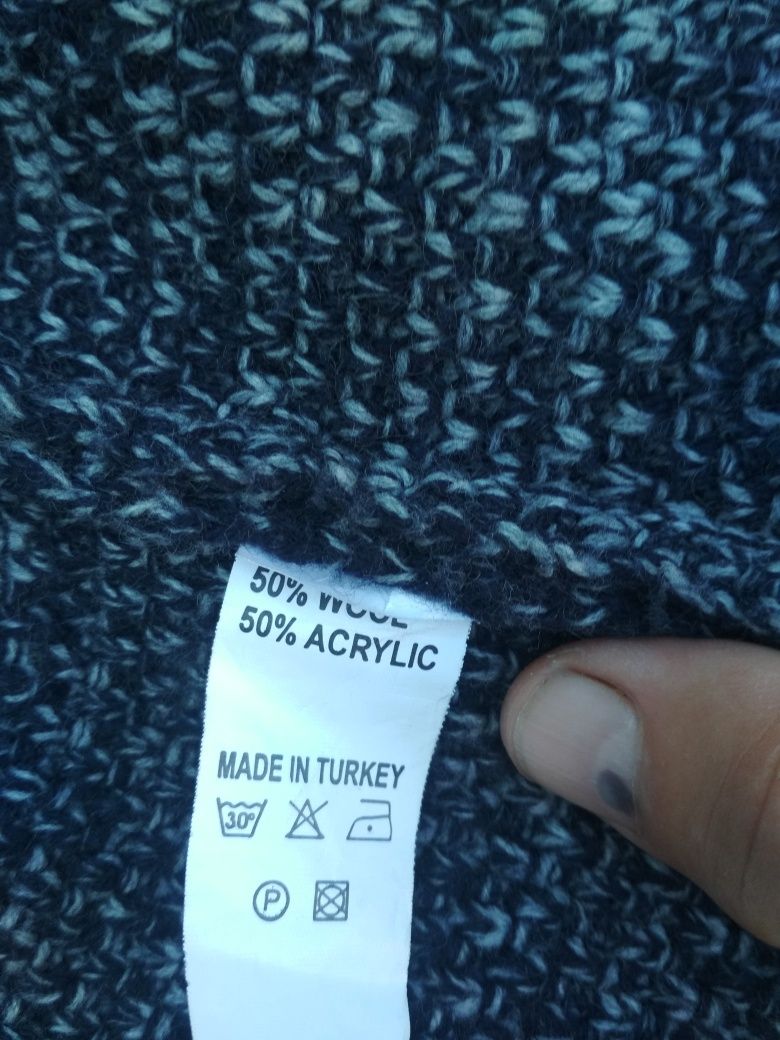 50% WOOL
50% ACRYLIC
MADE IN TURKEY
30°
P